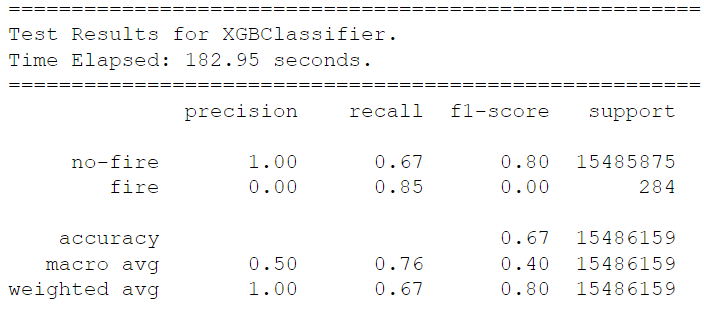 =======================================================
Test Results for XGBClassifier.
Time Elapsed: 182.95 seconds.
=======================================================
precision recall f1-score support
no-fire 1.00 0.67 0.80 15485875
fire 0.00 0.85 0.00 284
accuracy 0.67 15486159
macro avg 0.50 0.76 0.40 15486159
weighted avg 1.00 0.67 0.80 15486159